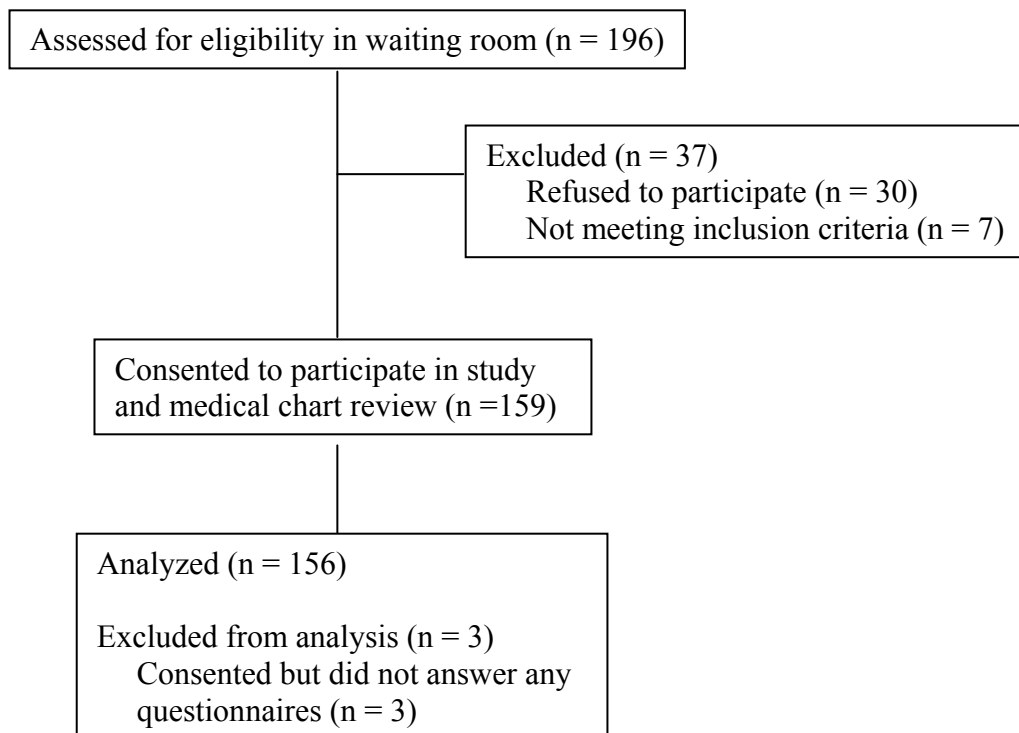 Assessed for eligibility in waiting room (n = 196)
Excluded (n = 37)
Refused to participate (n = 30)
Not meeting inclusion criteria (n = 7)
Consented to participate in study
and medical chart review (n =159)
Analyzed (n = 156)
Excluded from analysis (n = 3)
Consented but did not answer any
questionnaires (n = 3)